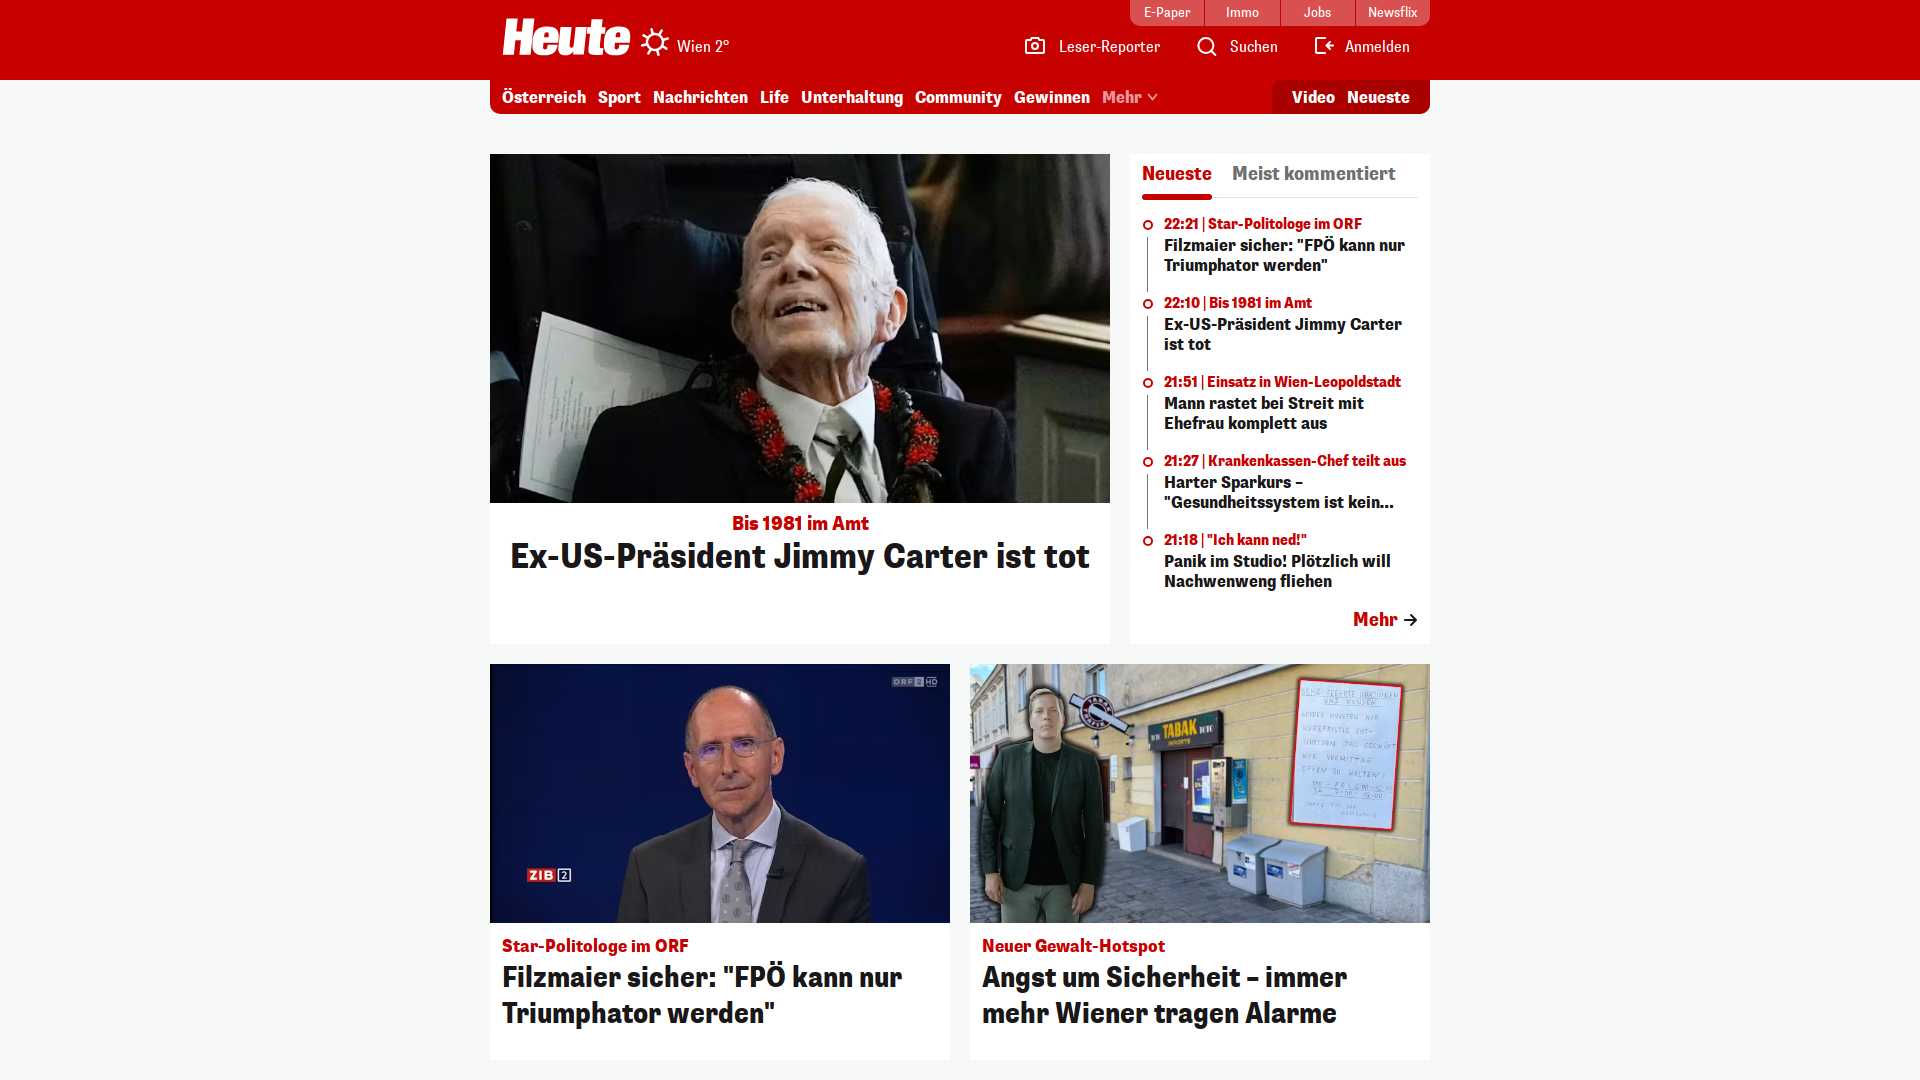 E-Paper
Immo
Jobs
Newsflix
Heute
Wien 2°
Leser-Reporter
Suchen
Anmelden
Österreich
Sport
Nachrichten
Life
Unterhaltung
Community
Gewinnen
Mehr
Video
Neueste
Bis 1981 im Amt
Ex-US-Präsident Jimmy Carter ist tot
Neueste
Meist kommentiert
22:21 | Star-Politologe im ORF
Filzmaier sicher: "FPÖ kann nur
Triumphator werden"
22:10 | Bis 1981 im Amt
Ex-US-Präsident Jimmy Carter
ist tot
21:51 | Einsatz in Wien-Leopoldstadt
Mann rastet bei Streit mit
Ehefrau komplett aus
21:27 | Krankenkassen-Chef teilt aus
Harter Sparkurs –
"Gesundheitssystem ist kein...
21:18 | "Ich kann ned!"
Panik im Studio! Plötzlich will
Nachwenweng fliehen
Mehr
ORF 2 HD
ZIB 2
Star-Politologe im ORF
Filzmaier sicher: "FPÖ kann nur
Triumphator werden"
TABAK
TOTO
Neuer Gewalt-Hotspot
Angst um Sicherheit – immer
mehr Wiener tragen Alarme